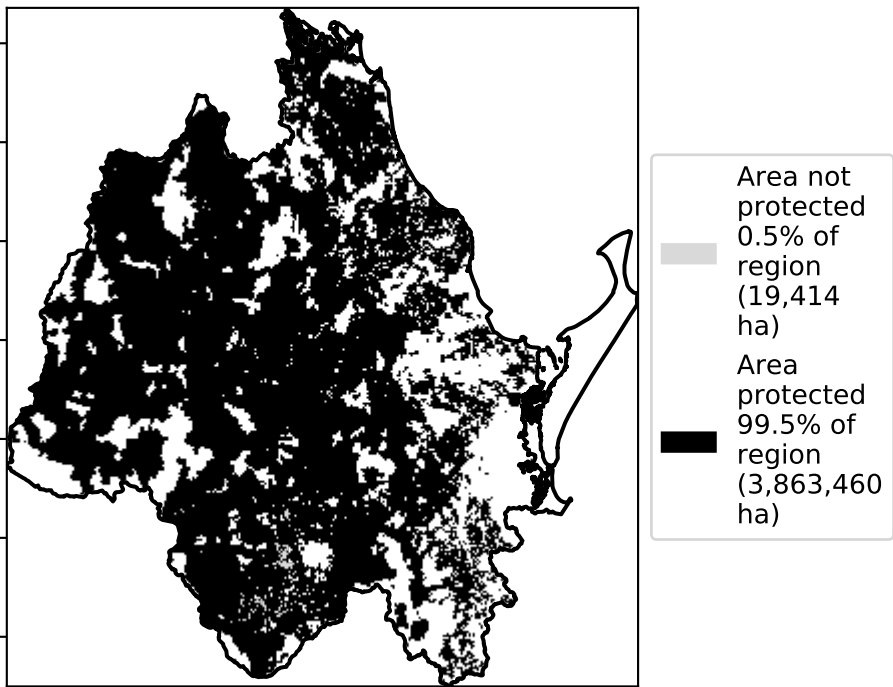 Area not
protected
0.5% of
region
(19,414
ha)
Area
protected
99.5% of
region
(3,863,460
ha)